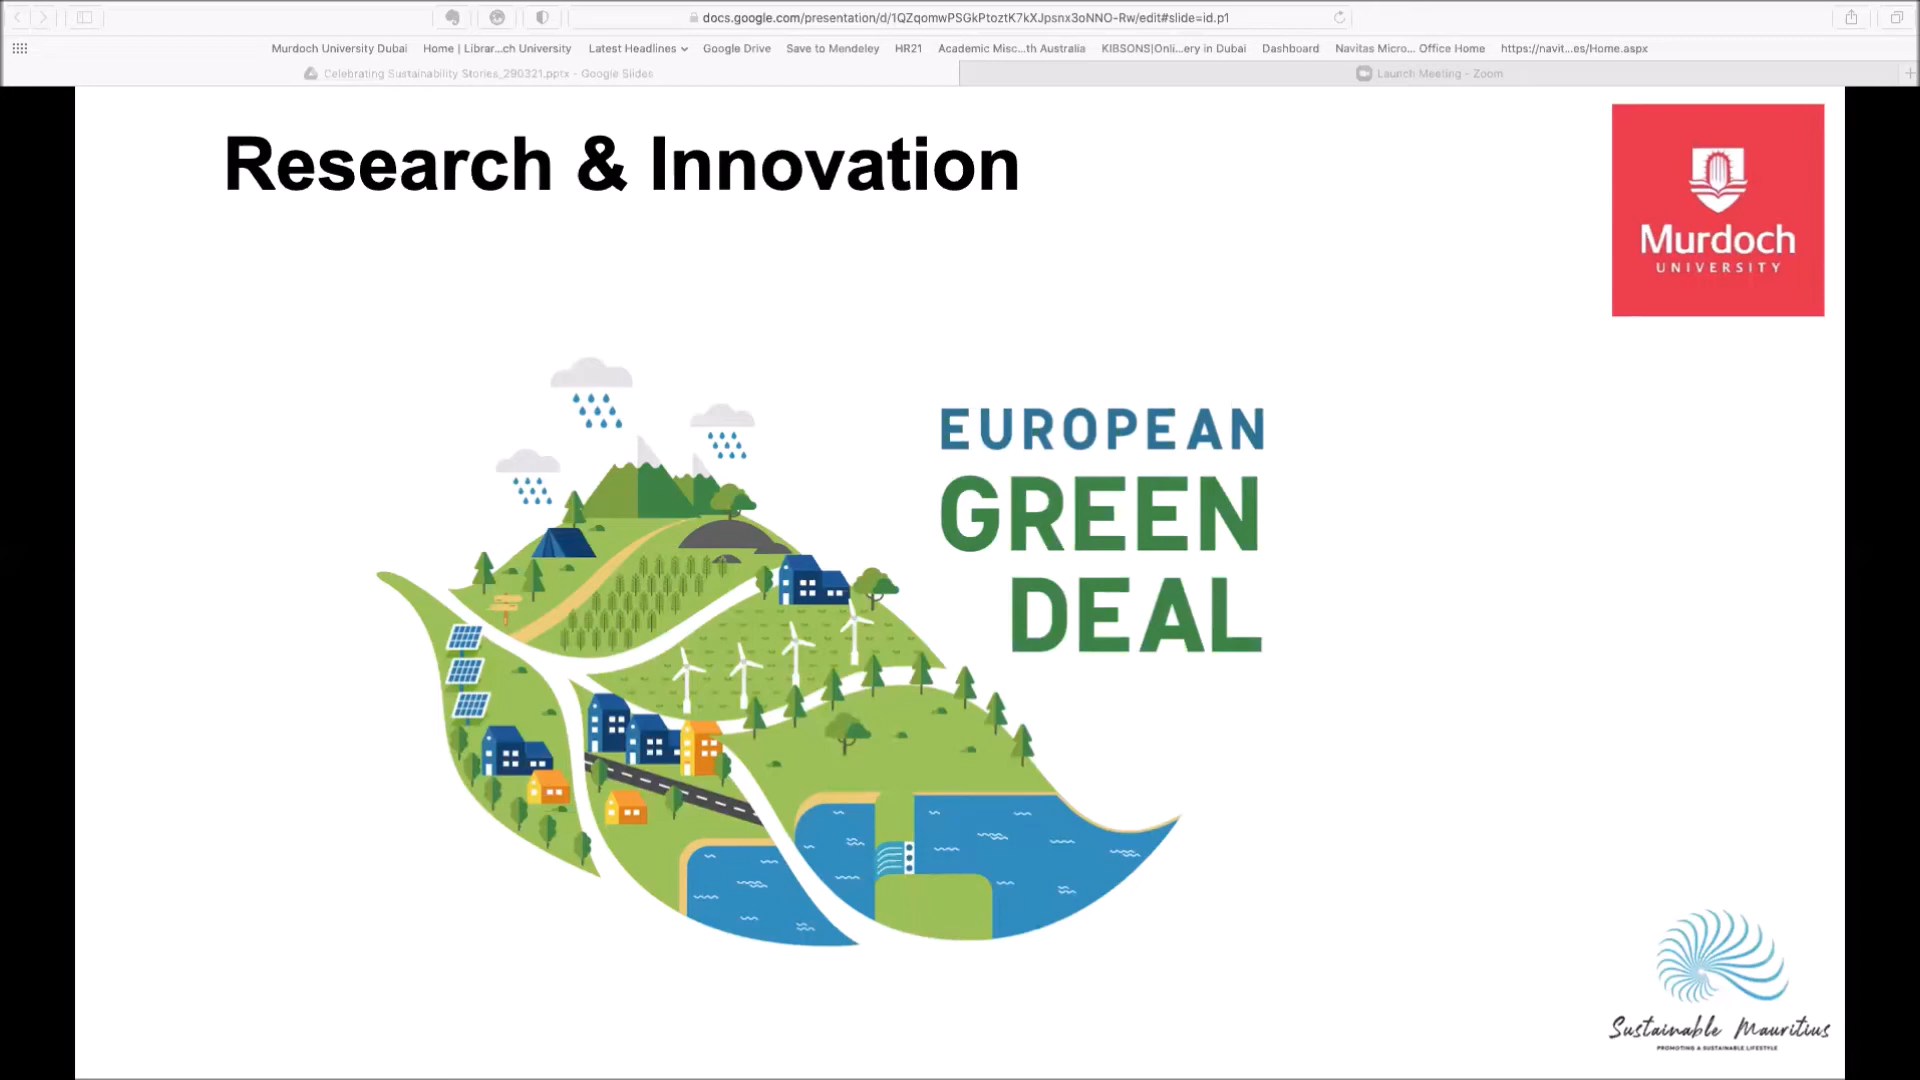 docs.google.com/presentation/d/1QZqomwPSGkPtoztK7kXJpsnx3oNNO-Rw/edit#slide=id.p1
Murdoch University Dubai Home | Librar...ch University Latest Headlines Google Drive Save to Mendeley HR21 Academic Misc...th Australia KIBSONS|Onli...ery in Dubai Dashboard Navitas Micro... Office Home https://navit...es/Home.aspx
Celebrating Sustainability Stories_290321.pptx - Google Slides Launch Meeting - Zoom
Research & Innovation
Murdoch
UNIVERSITY
EUROPEAN
GREEN
DEAL
Sustainable Mauritius
PROMOTING A SUSTAINABLE LIFESTYLE